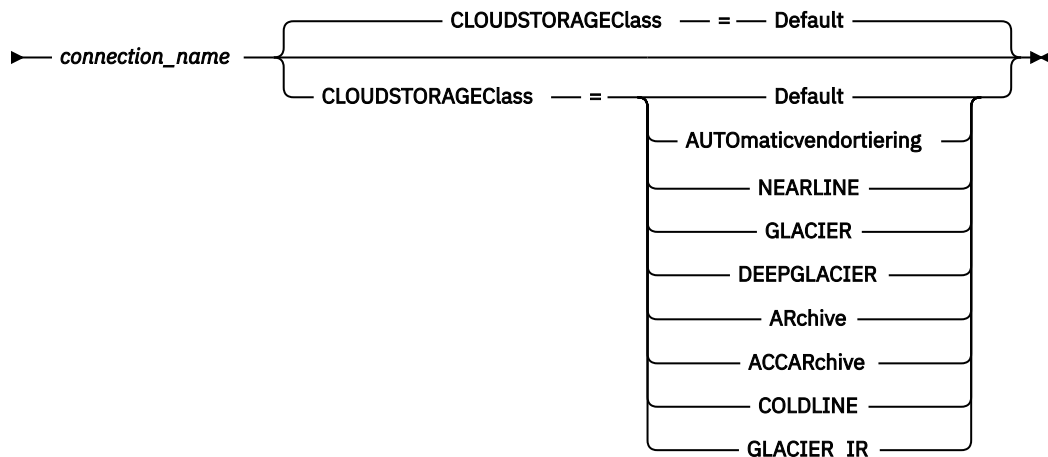 CLOUDSTORAGEClass = Default
connection_name
CLOUDSTORAGEClass = Default
AUTOmaticvendortiering
NEARLINE
GLACIER
DEEPGLACIER
ARchive
ACCARchive
COLDLINE
GLACIER IR